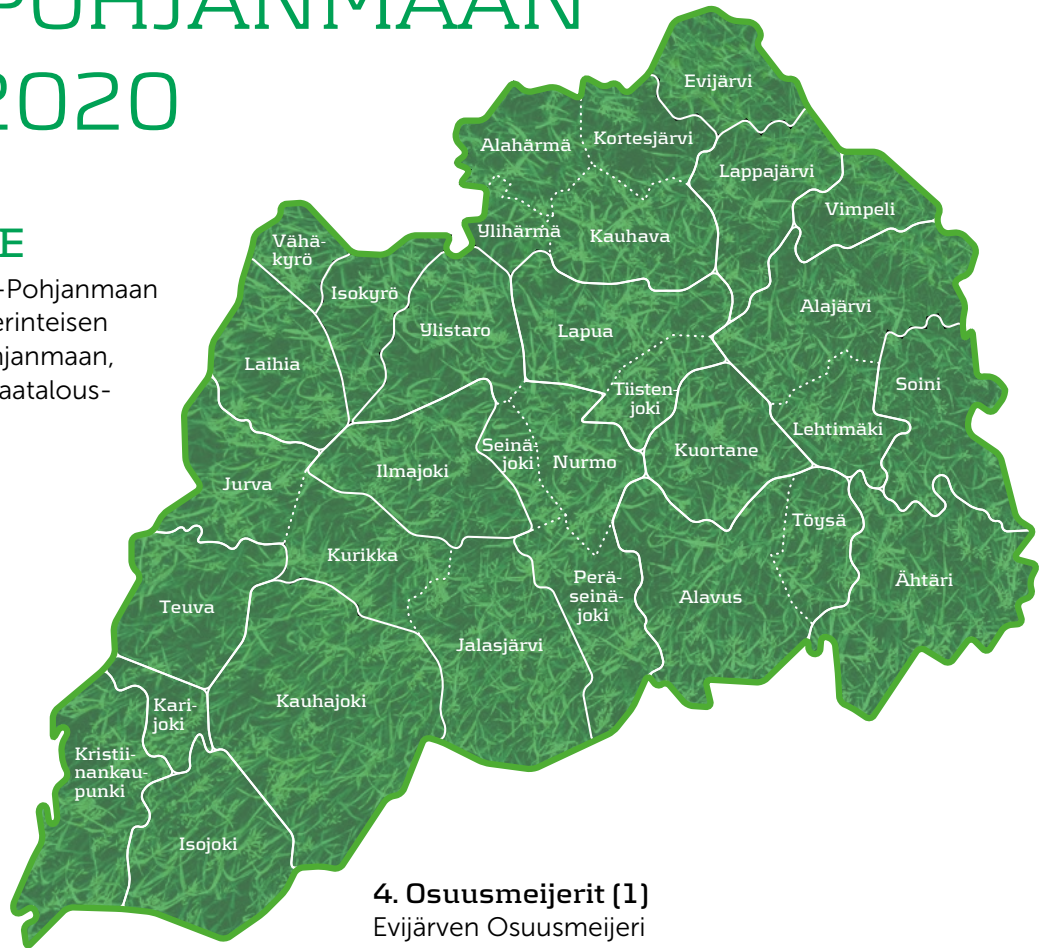 POHJANMAAN
2020
E
-Pohjanmaan
erinteisen
hjanmaan,
aatalous-
Evijärvi
Alahärmä
Kortesjärvi
Lappajärvi
Vimpeli
Ylihärmä
Kauhava
Vähä-
kyrö
Isokyrö
Ylistaro
Lapua
Alajärvi
Laihia
Tiisten-
joki
Soini
Lehtimäki
Seinä-
joki
Nurmo
Kuortane
Ilmajoki
Jurva
Töysä
Kurikka
Perä-
seinä-
joki
Ähtäri
Alavus
Teuva
Jalasjärvi
Kauhajoki
Kari-
joki
Kristii-
nankau-
punki
Isojoki
4. Osuusmeijerit (1)
Evijärven Osuusmeijeri